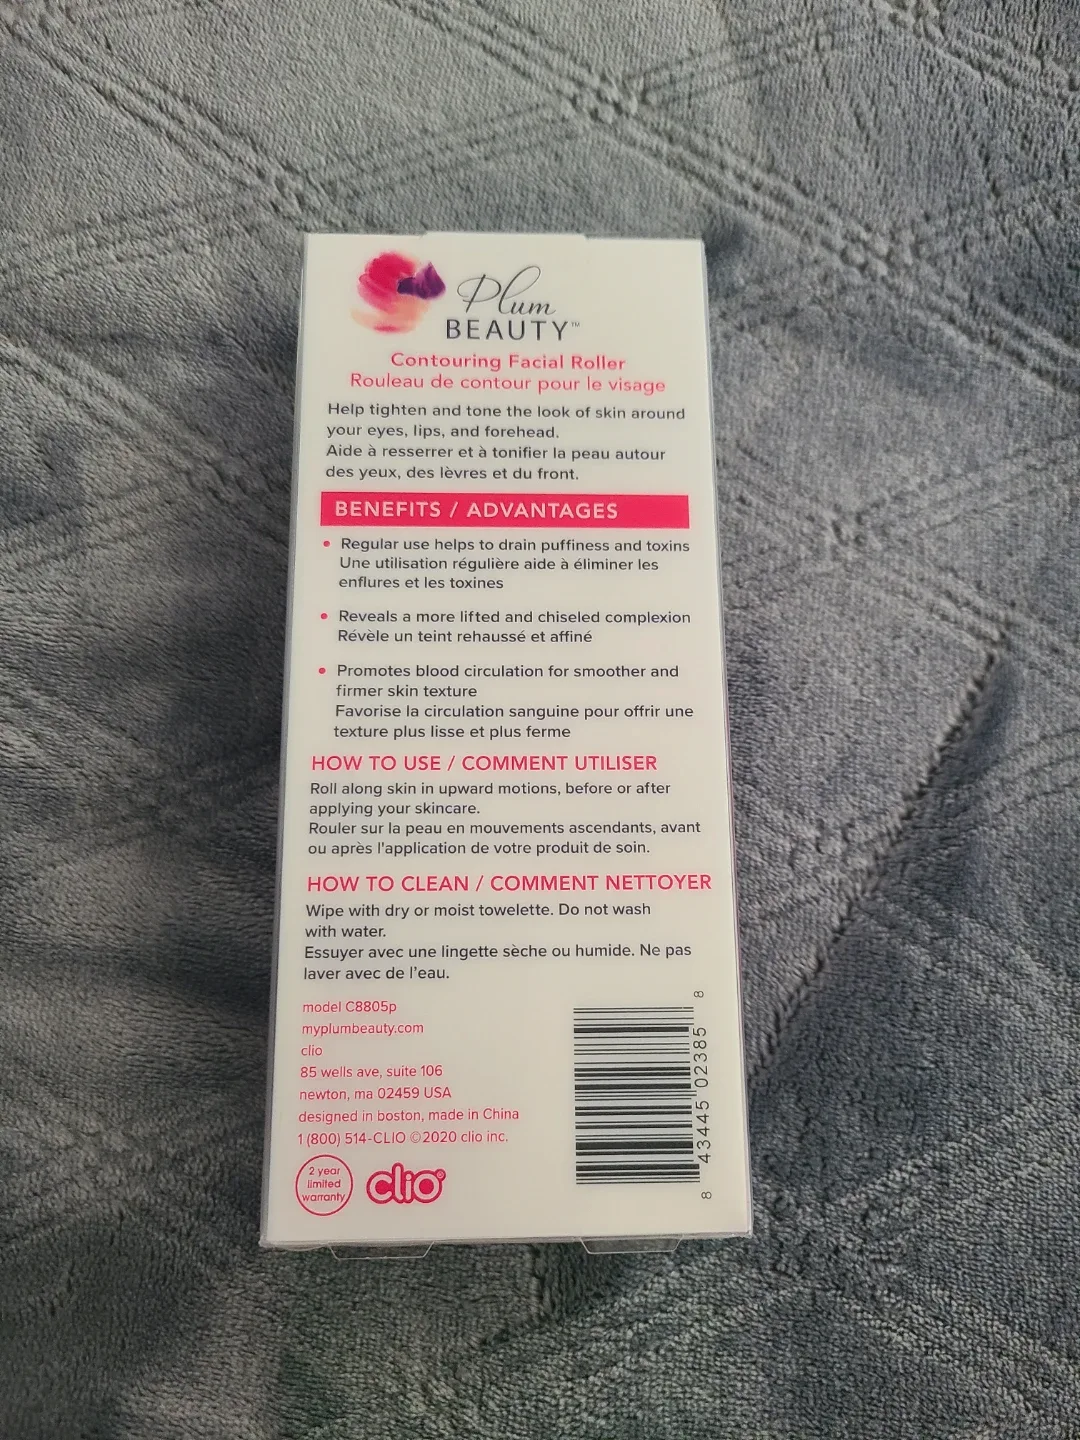 Plum
BEAUTY™
Contouring Facial Roller
Rouleau de contour pour le visage
Help tighten and tone the look of skin around
your eyes, lips, and forehead.
Aide à resserrer et à tonifier la peau autour
des yeux, des lèvres et du front.
BENEFITS / ADVANTAGES
• Regular use helps to drain puffiness and toxins
Une utilisation régulière aide à éliminer les
enflures et les toxines
• Reveals a more lifted and chiseled complexion
Révèle un teint rehaussé et affiné
• Promotes blood circulation for smoother and
firmer skin texture
Favorise la circulation sanguine pour offrir une
texture plus lisse et plus ferme
HOW TO USE / COMMENT UTILISER
Roll along skin in upward motions, before or after
applying your skincare.
Rouler sur la peau en mouvements ascendants, avant
ou après l'application de votre produit de soin.
HOW TO CLEAN / COMMENT NETTOYER
Wipe with dry or moist towelette. Do not wash
with water.
Essuyer avec une lingette sèche ou humide. Ne pas
laver avec de l'eau.
model C8805p
myplumbeauty.com
clio
85 wells ave, suite 106
newton, ma 02459 USA
designed in boston, made in China
1 (800) 514-CLIO ©2020 clio inc.
2 year
limited
warranty
clio®
8 43445 02385 8